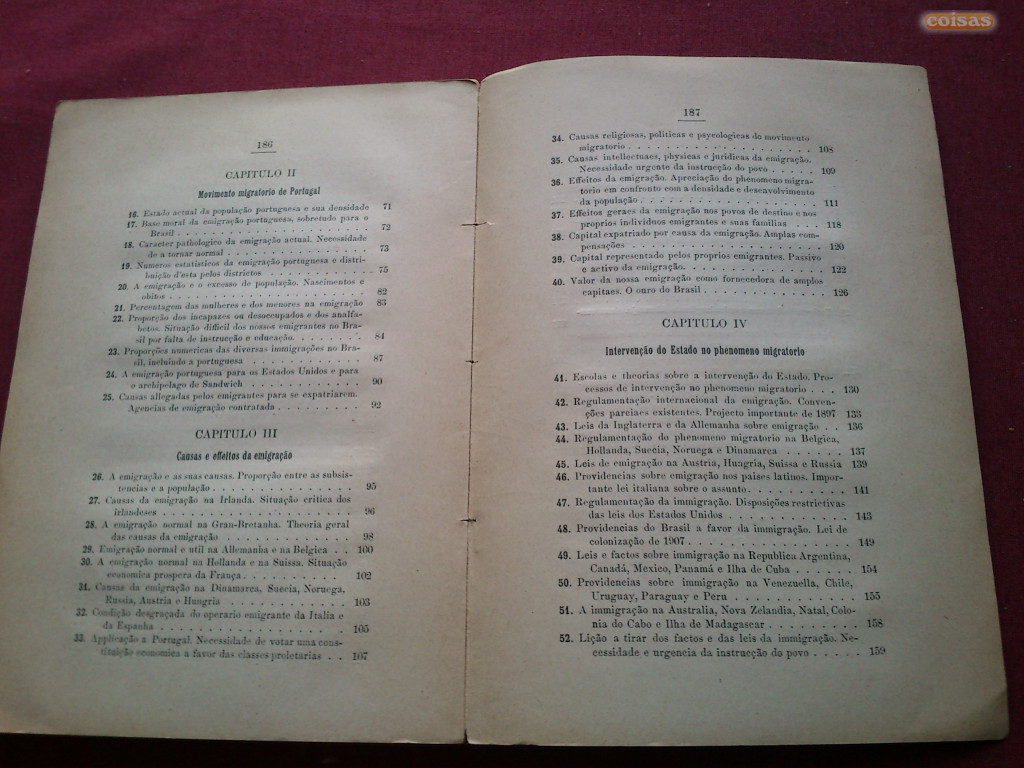 186
CAPITULO II
Movimento migratorio de Portugal
16. Estado actual da população portuguesa e sua densidade 71
17. Base moral da emigração portuguesa, sobretudo para o
Brasil . . . . . . . . . . . . . . . . . . . 72
18. Caracter pathologico da emigração actual. Necessidade
de a tornar normal . . . . . . . . . . . . . . 73
19. Numeros estatisticos da emigração portuguesa e distri-
buição d'esta pelos districtos . . . . . . . . . . 75
20. A emigração e o excesso de população. Nascimentos e
obitos . . . . . . . . . . . . . . . . . . . 82
21. Percentagem das mulheres e dos menores na emigração 83
22. Proporção dos incapazes ou desoccupados e dos analfa-
betos. Situação difficil dos nossos emigrantes no Bra-
sil por falta de instrucção e educação. . . . . . . . 84
23. Proporções numericas das diversas immigrações no Bra-
sil, incluindo a portuguesa . . . . . . . . . . . 87
24. A emigração portuguesa para os Estados Unidos e para
o archipelago de Sandwich . . . . . . . . . . . 90
25. Causas allegadas pelos emigrantes para se expatriarem.
Agencias de emigração contratada . . . . . . . . . 92
CAPITULO III
Causas e effeitos da emigração
26. A emigração e as suas causas. Proporção entre as subsis-
tencias e a população . . . . . . . . . . . . . . 95
27. Causas da emigração na Irlanda. Situação critica dos
irlandeses . . . . . . . . . . . . . . . . . . 96
28. A emigração normal na Gran-Bretanha. Theoria geral
das causas da emigração . . . . . . . . . . . . 98
29. Emigração normal e util na Allemanha e na Belgica . . 100
30. A emigração normal na Hollanda e na Suissa. Situação
economica prospera da França . . . . . . . . . . 102
31. Causas da emigração na Dinamarca, Suecia, Noruega,
Russia, Austria e Hungria . . . . . . . . . . . 103
32. Condição desgraçada do operario emigrante da Italia e
da Espanha . . . . . . . . . . . . . . . . . 105
33. Applicação a Portugal. Necessidade de votar uma cons-
tituição economica a favor das classes proletarias . . 107
187
34. Causas religiosas, politicas e psycologicas do movimento
migratorio . . . . . . . . . . . . . . . . . . 108
35. Causas intellectuaes, physicas e juridicas da emigração.
Necessidade urgente da instrucção do povo . . . . . 109
36. Effeitos da emigração. Apreciação do phenomeno migra-
torio em confronto com a densidade e desenvolvimento
da população . . . . . . . . . . . . . . . . . 111
37. Effeitos geraes da emigração nos povos de destino e nos
proprios individuos emigrantes e suas familias . . . 118
38. Capital expatriado por causa da emigração. Amplas com-
pensações . . . . . . . . . . . . . . . . . . 120
39. Capital representado pelos proprios emigrantes. Passivo
e activo da emigração. . . . . . . . . . . . . . 122
40. Valor da nossa emigração como fornecedora de amplos
capitaes. O ouro do Brasil . . . . . . . . . . . . 126
CAPITULO IV
Intervenção do Estado no phenomeno migratorio
41. Escolas e theorias sobre a intervenção do Estado. Pro-
cessos de intervenção no phenomeno migratorio . . . 130
42. Regulamentação internacional da emigração. Conven-
ções parciaes existentes. Projecto importante de 1897 133
43. Leis da Inglaterra e da Allemanha sobre emigração . . 136
44. Regulamentação do phenomeno migratorio na Belgica,
Hollanda, Suecia, Noruega e Dinamarca . . . . . . 137
45. Leis de emigração na Austria, Hungria, Suissa e Russia 139
46. Providencias sobre emigração nos paises latinos. Impor-
tante lei italiana sobre o assunto. . . . . . . . . . 141
47. Regulamentação da immigração. Disposições restrictivas
das leis dos Estados Unidos . . . . . . . . . . . 143
48. Providencias do Brasil a favor da immigração. Lei de
colonização de 1907. . . . . . . . . . . . . . . 149
49. Leis e factos sobre immigração na Republica Argentina,
Canadá, Mexico, Panamá e Ilha de Cuba . . . . . . 154
50. Providencias sobre immigração na Venezuella, Chile,
Uruguay, Paraguay e Peru . . . . . . . . . . . 155
51. A immigração na Australia, Nova Zelandia, Natal, Colo-
nia do Cabo e Ilha de Madagascar . . . . . . . . 158
52. Lição a tirar dos factos e das leis da immigração. Ne-
cessidade e urgencia da instrucção do povo . . . . . 159
coisas